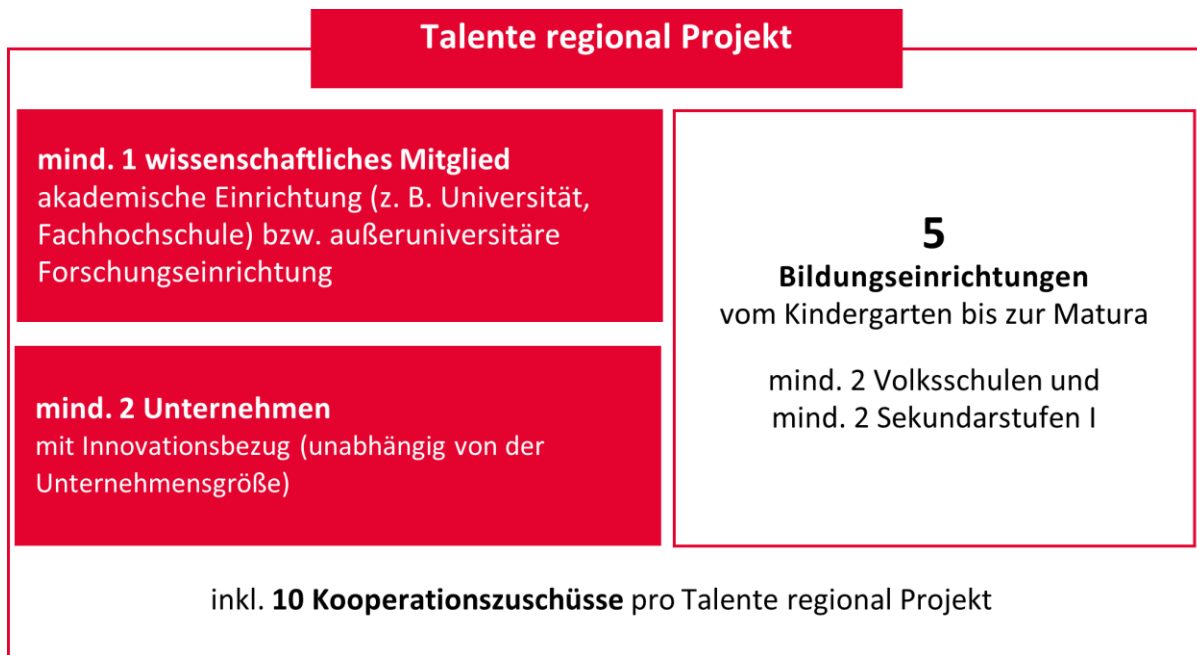 Talente regional Projekt
mind. 1 wissenschaftliches Mitglied
akademische Einrichtung (z. B. Universität,
Fachhochschule) bzw. außeruniversitäre
Forschungseinrichtung
mind. 2 Unternehmen
mit Innovationsbezug (unabhängig von der
Unternehmensgröße)
5
Bildungseinrichtungen
vom Kindergarten bis zur Matura
mind. 2 Volksschulen und
mind. 2 Sekundarstufen I
inkl. 10 Kooperationszuschüsse pro Talente regional Projekt